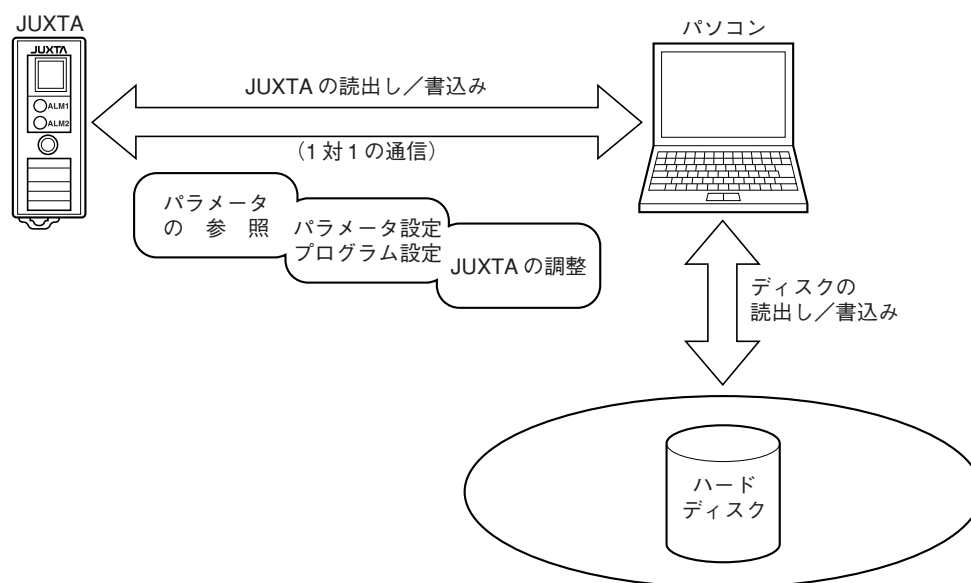 JUXTA
パソコン
JUXTA
ALM1
ALM2
JUXTA の読出し／書込み
（1 対 1 の通信）
パラメータ
の 参 照
パラメータ設定
プログラム設定
JUXTA の調整
ディスクの
読出し／書込み
ハード
ディスク